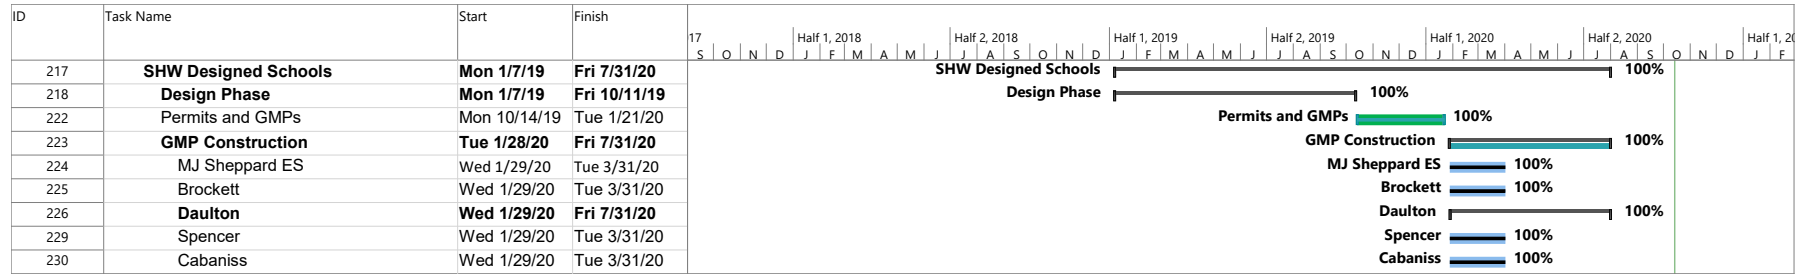 ID Task Name Start Finish
17 Half 1, 2018 Half 2, 2018 Half 1, 2019 Half 2, 2019 Half 1, 2020 Half 2, 2020 Half 1, 20
S O N D J F M A M J J A S O N D J F M A M J J A S O N D J F M A M J J A S O N D J F
217 SHW Designed Schools Mon 1/7/19 Fri 7/31/20 SHW Designed Schools 100%
218 Design Phase Mon 1/7/19 Fri 10/11/19 Design Phase 100%
222 Permits and GMPs Mon 10/14/19 Tue 1/21/20 Permits and GMPs 100%
223 GMP Construction Tue 1/28/20 Fri 7/31/20 GMP Construction 100%
224 MJ Sheppard ES Wed 1/29/20 Tue 3/31/20 MJ Sheppard ES 100%
225 Brockett Wed 1/29/20 Tue 3/31/20 Brockett 100%
226 Daulton Wed 1/29/20 Fri 7/31/20 Daulton 100%
229 Spencer Wed 1/29/20 Tue 3/31/20 Spencer 100%
230 Cabaniss Wed 1/29/20 Tue 3/31/20 Cabaniss 100%